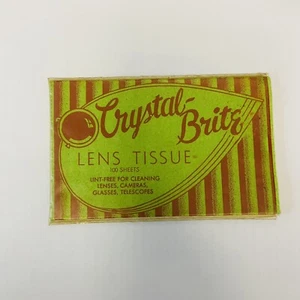 Crystal-
Brite
LENS TISSUE
100 SHEETS
LINT-FREE FOR CLEANING
LENSES, CAMERAS,
GLASSES, TELESCOPES